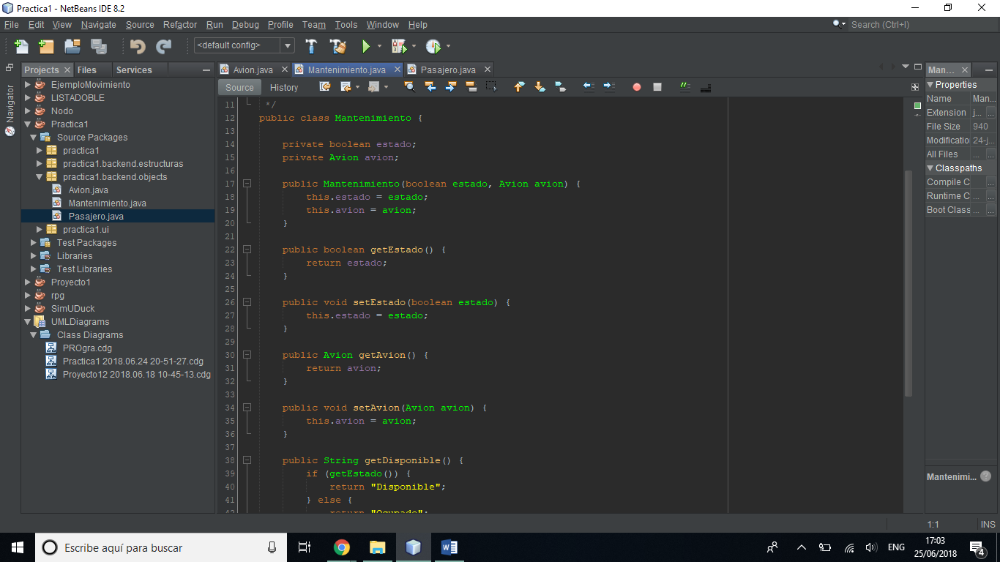 Practica1 - NetBeans IDE 8.2
File Edit View Navigate Source Refactor Run Debug Profile Team Tools Window Help
Search (Ctrl+I)
<default config>
Projects Files Services
Navigator
EjemploMovimiento
LISTADOBLE
Nodo
Practica1
Source Packages
practica1
practica1.backend.estructuras
practica1.backend.objects
Avion.java
Mantenimiento.java
Pasajero.java
practica1.ui
Test Packages
Libraries
Test Libraries
Proyecto1
rpg
SimUDuck
UMLDiagrams
Class Diagrams
PROgra.cdg
Practica1 2018.06.24 20-51-27.cdg
Proyecto12 2018.06.18 10-45-13.cdg
Avion.java Mantenimiento.java Pasajero.java
Source History
11 */
12 public class Mantenimiento {
13
14 private boolean estado;
15 private Avion avion;
16
17 public Mantenimiento(boolean estado, Avion avion) {
18 this.estado = estado;
19 this.avion = avion;
20 }
21
22 public boolean getEstado() {
23 return estado;
24 }
25
26 public void setEstado(boolean estado) {
27 this.estado = estado;
28 }
29
30 public Avion getAvion() {
31 return avion;
32 }
33
34 public void setAvion(Avion avion) {
35 this.avion = avion;
36 }
37
38 public String getDisponible() {
39 if (getEstado()) {
40 return "Disponible";
41 } else {
42 return "Ocupado";
Man...
Properties
Name Man...
Extension j... ...
File Size 940
Modificatio 24-j...
All Files ... ...
Classpaths
Compile C ...
Runtime C ...
Boot Class ... ...
Mantenimi...
1:1 INS
Escribe aquí para buscar
ENG
17:03
25/06/2018
4